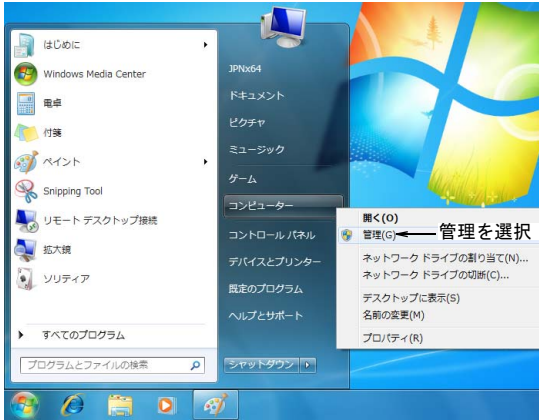 はじめに
Windows Media Center
電卓
付箋
ペイント
Snipping Tool
リモート デスクトップ接続
拡大鏡
ソリティア
すべてのプログラム
プログラムとファイルの検索
JPNx64
ドキュメント
ピクチャ
ミュージック
ゲーム
コンピューター
コントロール パネル
デバイスとプリンター
既定のプログラム
ヘルプとサポート
シャットダウン
開く(O)
管理(G)
管理を選択
ネットワーク ドライブの割り当て(N)...
ネットワーク ドライブの切断(C)...
デスクトップに表示(S)
名前の変更(M)
プロパティ(R)